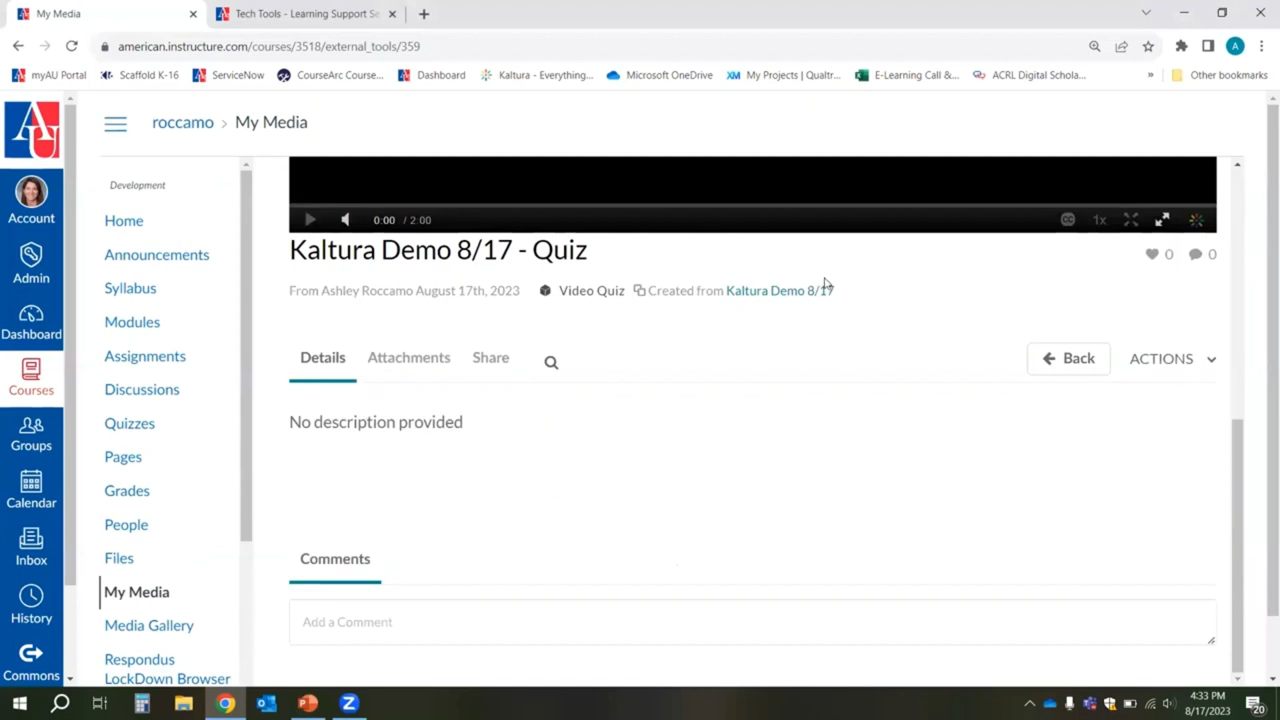 My Media
Tech Tools - Learning Support Se
american.instructure.com/courses/3518/external_tools/359
A
myAU Portal
Scaffold K-16
ServiceNow
CourseArc Course...
Dashboard
Kaltura - Everything...
Microsoft OneDrive
XM My Projects | Qualtr...
E-Learning Call &...
ACRL Digital Schola...
»
Other bookmarks
AU
roccamo > My Media
Account
Admin
Dashboard
Courses
Groups
Calendar
Inbox
History
Commons
Development
Home
Announcements
Syllabus
Modules
Assignments
Discussions
Quizzes
Pages
Grades
People
Files
My Media
Media Gallery
Respondus
LockDown Browser
0:00 / 2:00
CC
1x
Kaltura Demo 8/17 - Quiz
0
0
From Ashley Roccamo August 17th, 2023
Video Quiz
Created from Kaltura Demo 8/17
Details
Attachments
Share
Back
ACTIONS
No description provided
Comments
Add a Comment
4:33 PM
8/17/2023
20